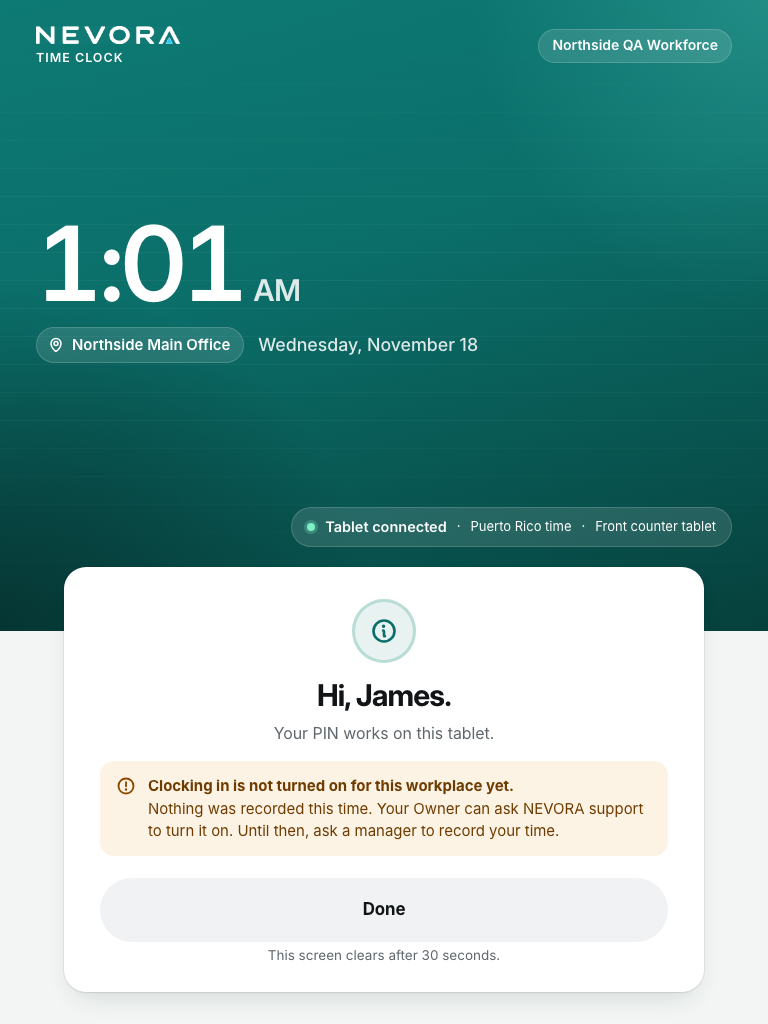 NEVORA
TIME CLOCK
Northside QA Workforce
1:01 AM
Northside Main Office
Wednesday, November 18
Tablet connected · Puerto Rico time · Front counter tablet
Hi, James.
Your PIN works on this tablet.
Clocking in is not turned on for this workplace yet.
Nothing was recorded this time. Your Owner can ask NEVORA support
to turn it on. Until then, ask a manager to record your time.
Done
This screen clears after 30 seconds.